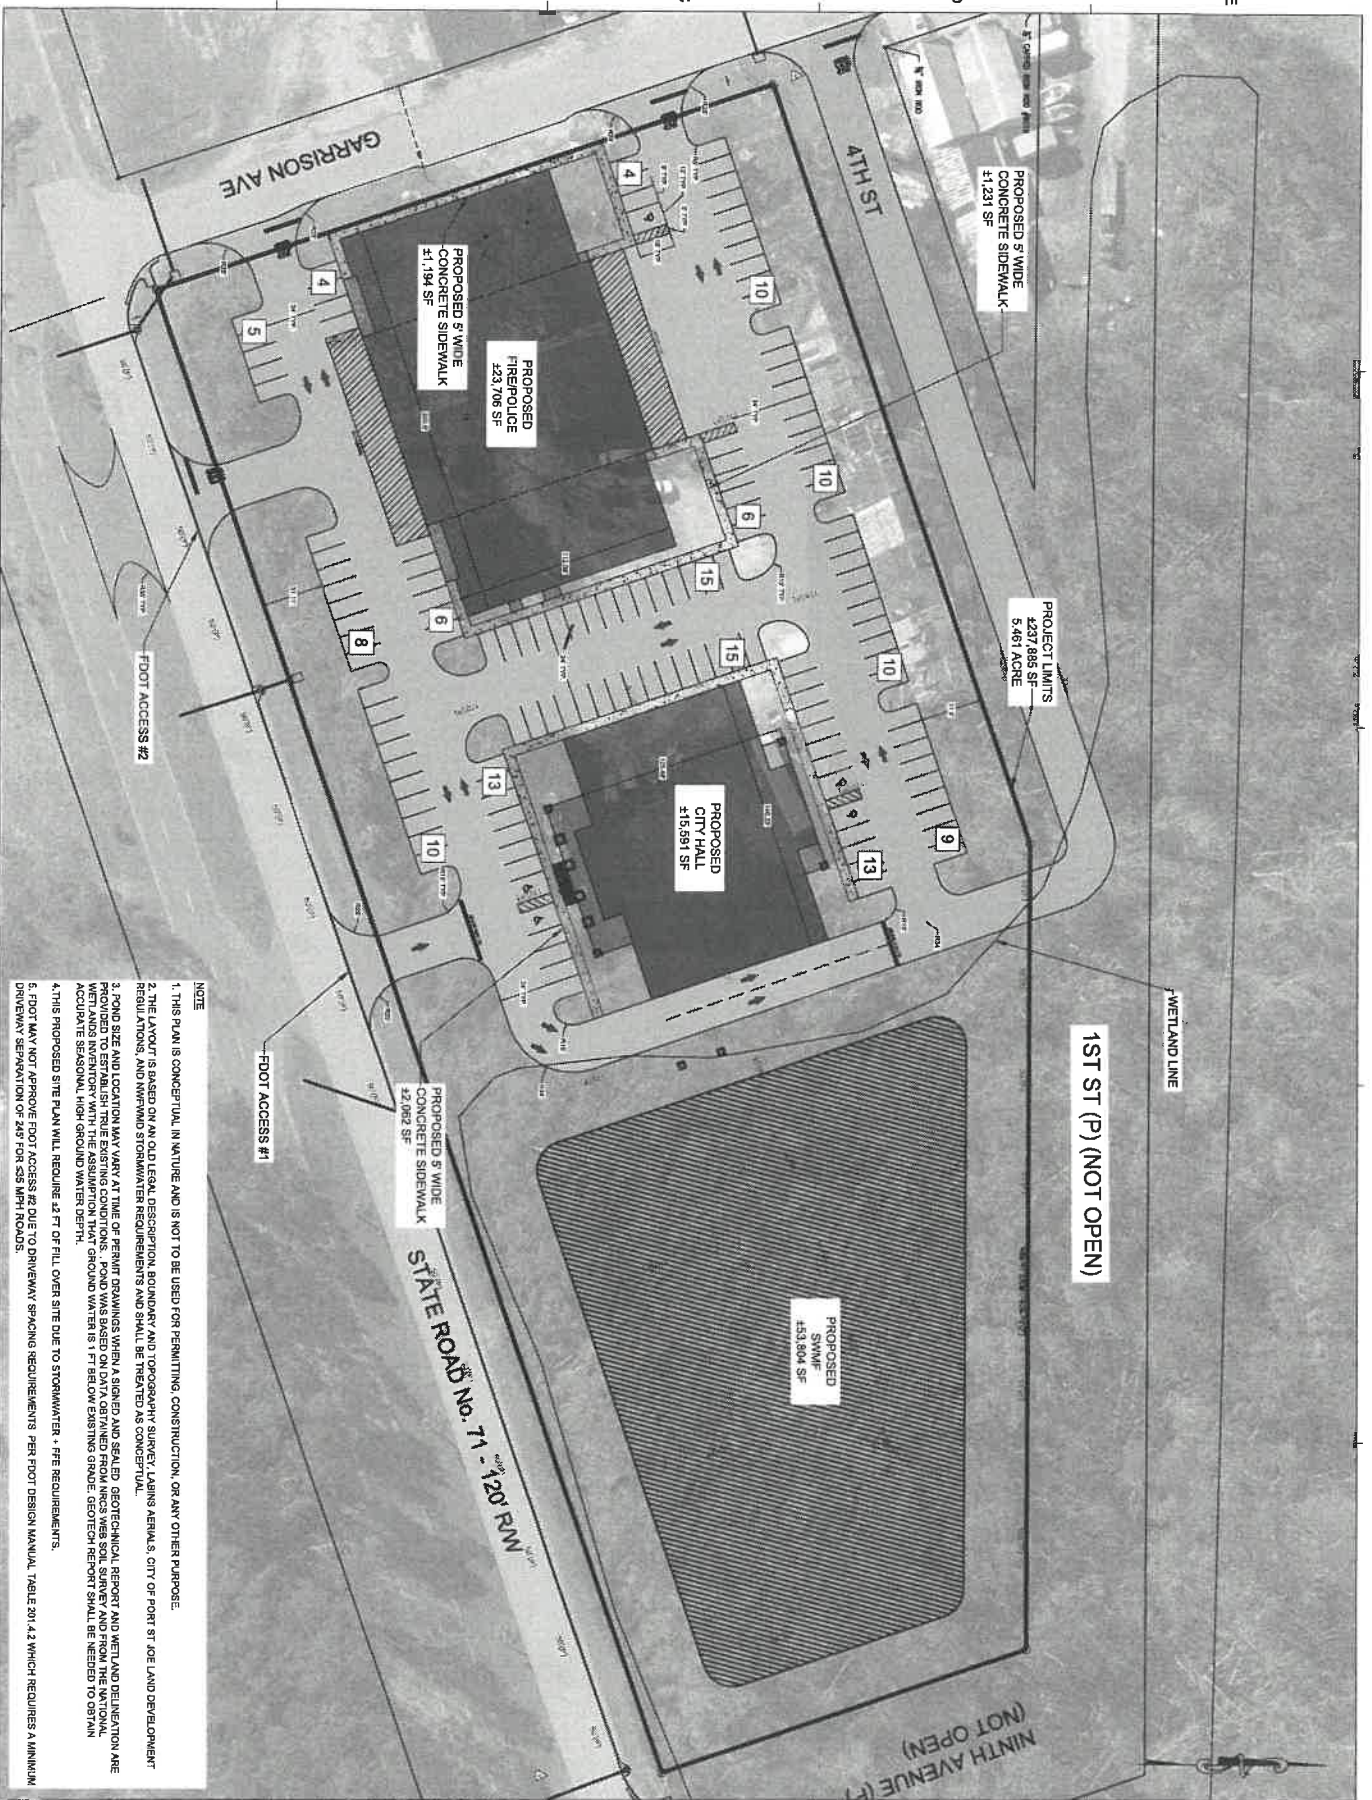 GARRISON AVE
4TH ST
PROPOSED 5' WIDE
CONCRETE SIDEWALK
±1,231 SF
PROPOSED 5' WIDE
CONCRETE SIDEWALK
±1,194 SF
PROPOSED
FIRE/POLICE
±23,706 SF
4
4
5
10
10
10
9
6
6
15
15
8
10
13
13
PROJECT LIMITS
±237,885 SF
5.461 ACRE
PROPOSED
CITY HALL
±15,591 SF
FDOT ACCESS #2
FDOT ACCESS #1
WETLAND LINE
1ST ST (P) (NOT OPEN)
PROPOSED 5' WIDE
CONCRETE SIDEWALK
±2,062 SF
PROPOSED
SWMF
±53,804 SF
STATE ROAD No. 71 - 120' R/W
NINTH AVENUE (P)
(NOT OPEN)
NOTE
1. THIS PLAN IS CONCEPTUAL IN NATURE AND IS NOT TO BE USED FOR PERMITTING, CONSTRUCTION, OR ANY OTHER PURPOSE.
2. THE LAYOUT IS BASED ON AN OLD LEGAL DESCRIPTION, BOUNDARY AND TOPOGRAPHY SURVEY, LABINS AERIALS, CITY OF PORT ST JOE LAND DEVELOPMENT
REGULATIONS, AND NWFWMD STORMWATER REQUIREMENTS AND SHALL BE TREATED AS CONCEPTUAL.
3. POND SIZE AND LOCATION MAY VARY AT TIME OF PERMIT DRAWINGS WHEN A SIGNED AND SEALED GEOTECHNICAL REPORT AND WETLAND DELINEATION ARE
PROVIDED TO ESTABLISH TRUE EXISTING CONDITIONS. POND WAS BASED ON DATA OBTAINED FROM NRCS WEB SOIL SURVEY AND FROM THE NATIONAL
WETLANDS INVENTORY WITH THE ASSUMPTION THAT GROUND WATER IS 1 FT BELOW EXISTING GRADE. GEOTECH REPORT SHALL BE NEEDED TO OBTAIN
ACCURATE SEASONAL HIGH GROUND WATER DEPTH.
4. THIS PROPOSED SITE PLAN WILL REQUIRE ±2 FT OF FILL OVER SITE DUE TO STORMWATER + FFE REQUIREMENTS.
5. FDOT MAY NOT APPROVE FDOT ACCESS #2 DUE TO DRIVEWAY SPACING REQUIREMENTS PER FDOT DESIGN MANUAL TABLE 201.4.2 WHICH REQUIRES A MINIMUM
DRIVEWAY SEPARATION OF 245' FOR ≤35 MPH ROADS.